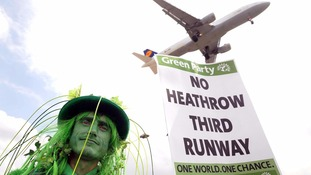 Green Party
NO
HEATHROW
THIRD
RUNWAY
ONE WORLD. ONE CHANCE.